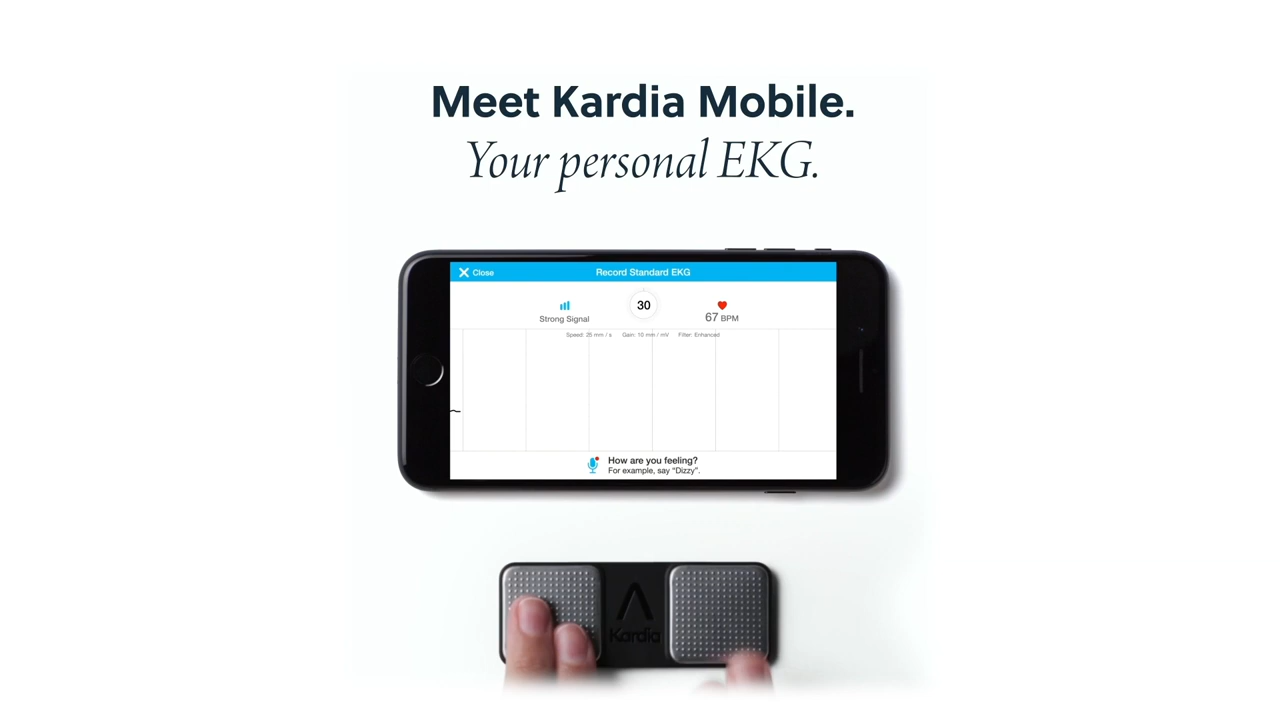 Meet Kardia Mobile.
Your personal EKG.
Close
Record Standard EKG
30
Strong Signal
67 BPM
Speed: 25 mm / s Gain: 10 mm / mV Filter: Enhanced
How are you feeling?
For example, say "Dizzy".
Kardia